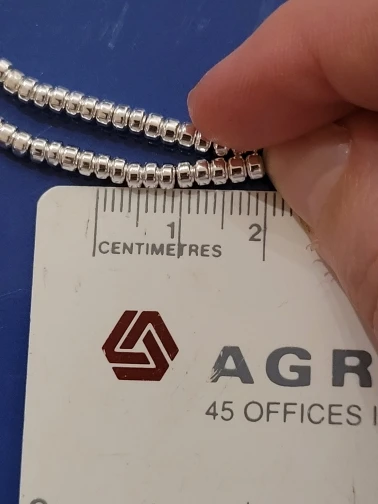 1 2
CENTIMETRES
AGR
45 OFFICES I